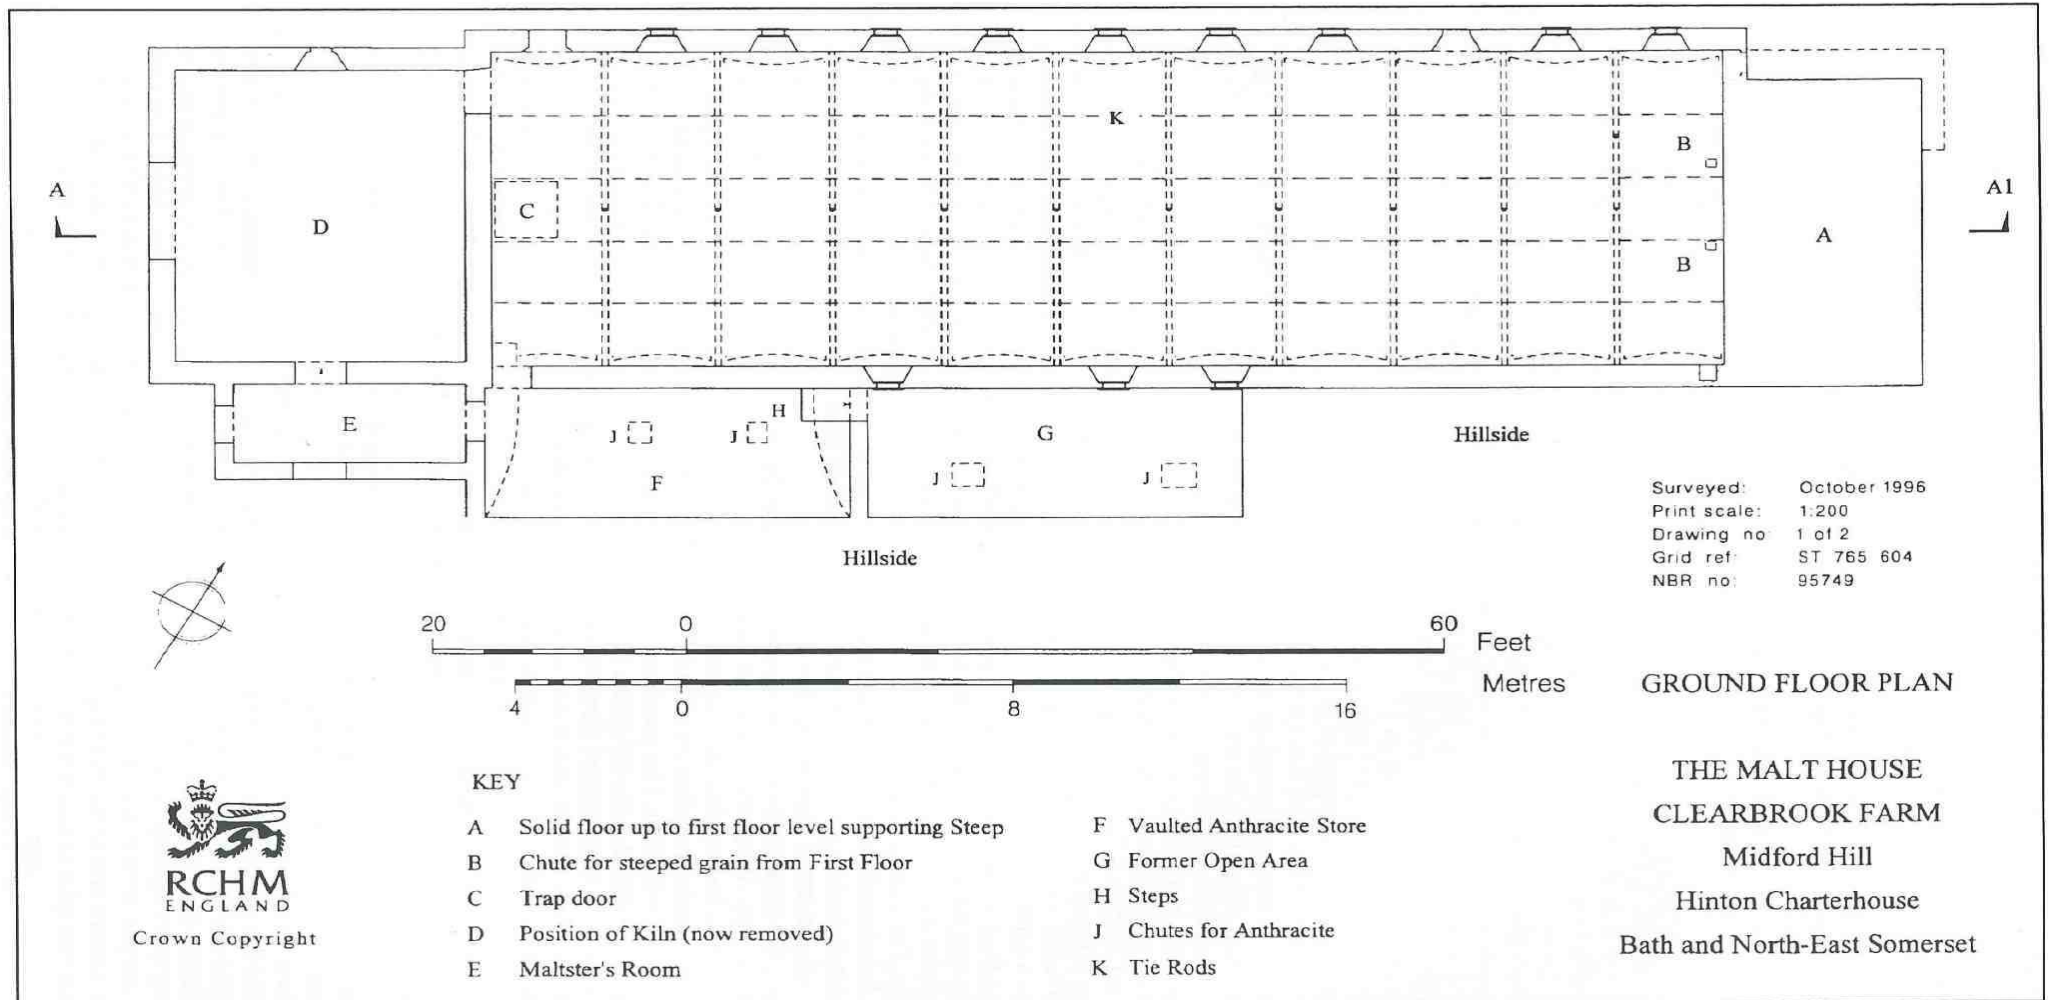 K
B
A
A1
C
D
A
B
H
E
J
J
G
Hillside
J
J
F
Surveyed: October 1996
Print scale: 1:200
Drawing no 1 of 2
Grid ref: ST 765 604
NBR no: 95749
Hillside
20 0 60 Feet
Metres
4 0 8 16
GROUND FLOOR PLAN
THE MALT HOUSE
CLEARBROOK FARM
Midford Hill
Hinton Charterhouse
Bath and North-East Somerset
KEY
A Solid floor up to first floor level supporting Steep
B Chute for steeped grain from First Floor
C Trap door
D Position of Kiln (now removed)
E Maltster's Room
F Vaulted Anthracite Store
G Former Open Area
H Steps
J Chutes for Anthracite
K Tie Rods
RCHM
ENGLAND
Crown Copyright